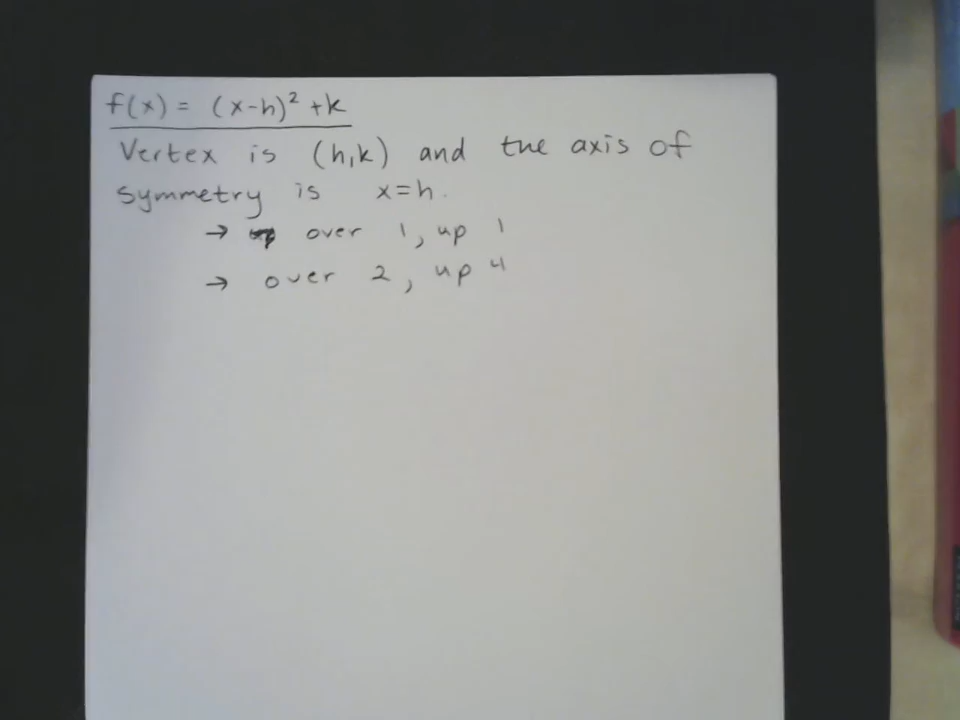 f(x) = (x-h)² + k
Vertex is (h,k) and the axis of
symmetry is x=h.
→ over 1, up 1
→ over 2, up 4